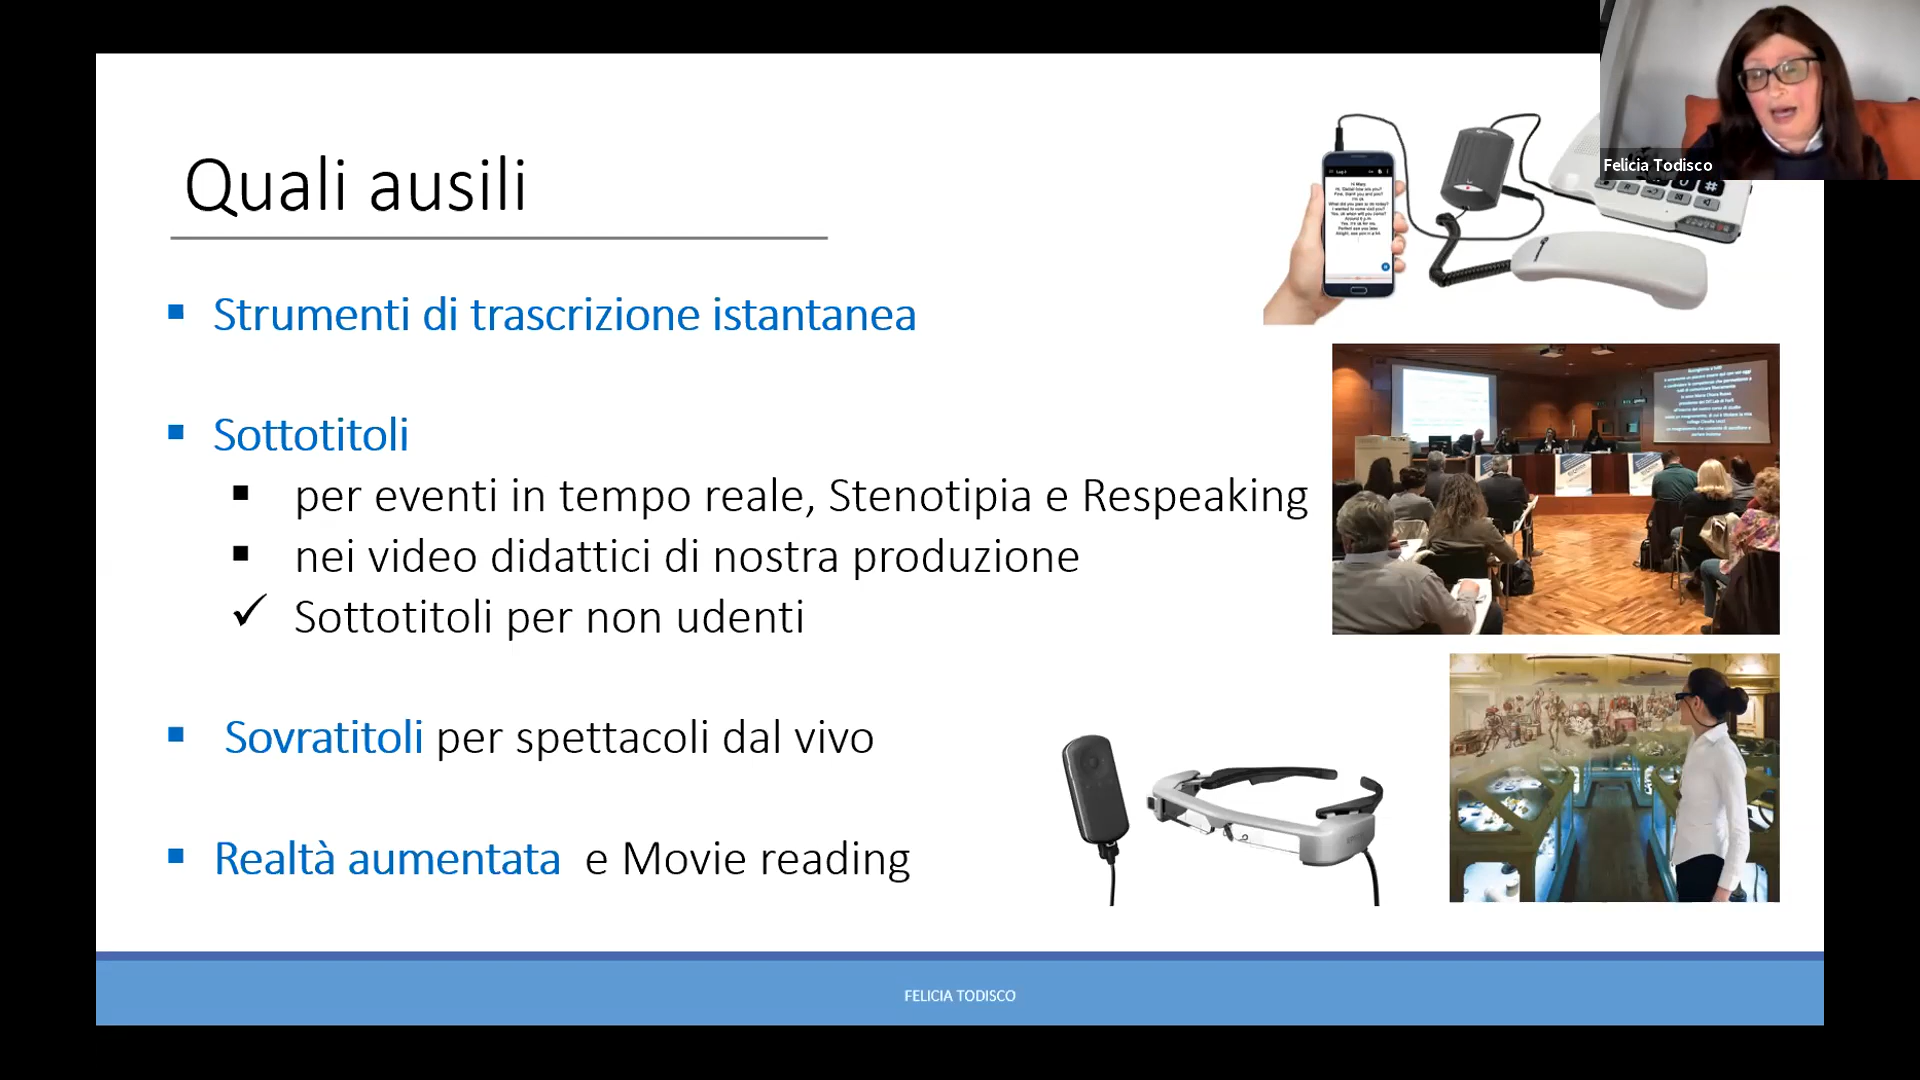 Quali ausili
Strumenti di trascrizione istantanea
Sottotitoli
per eventi in tempo reale, Stenotipia e Respeaking
nei video didattici di nostra produzione
Sottotitoli per non udenti
Sovratitoli per spettacoli dal vivo
Realtà aumentata e Movie reading
Felicia Todisco
FELICIA TODISCO